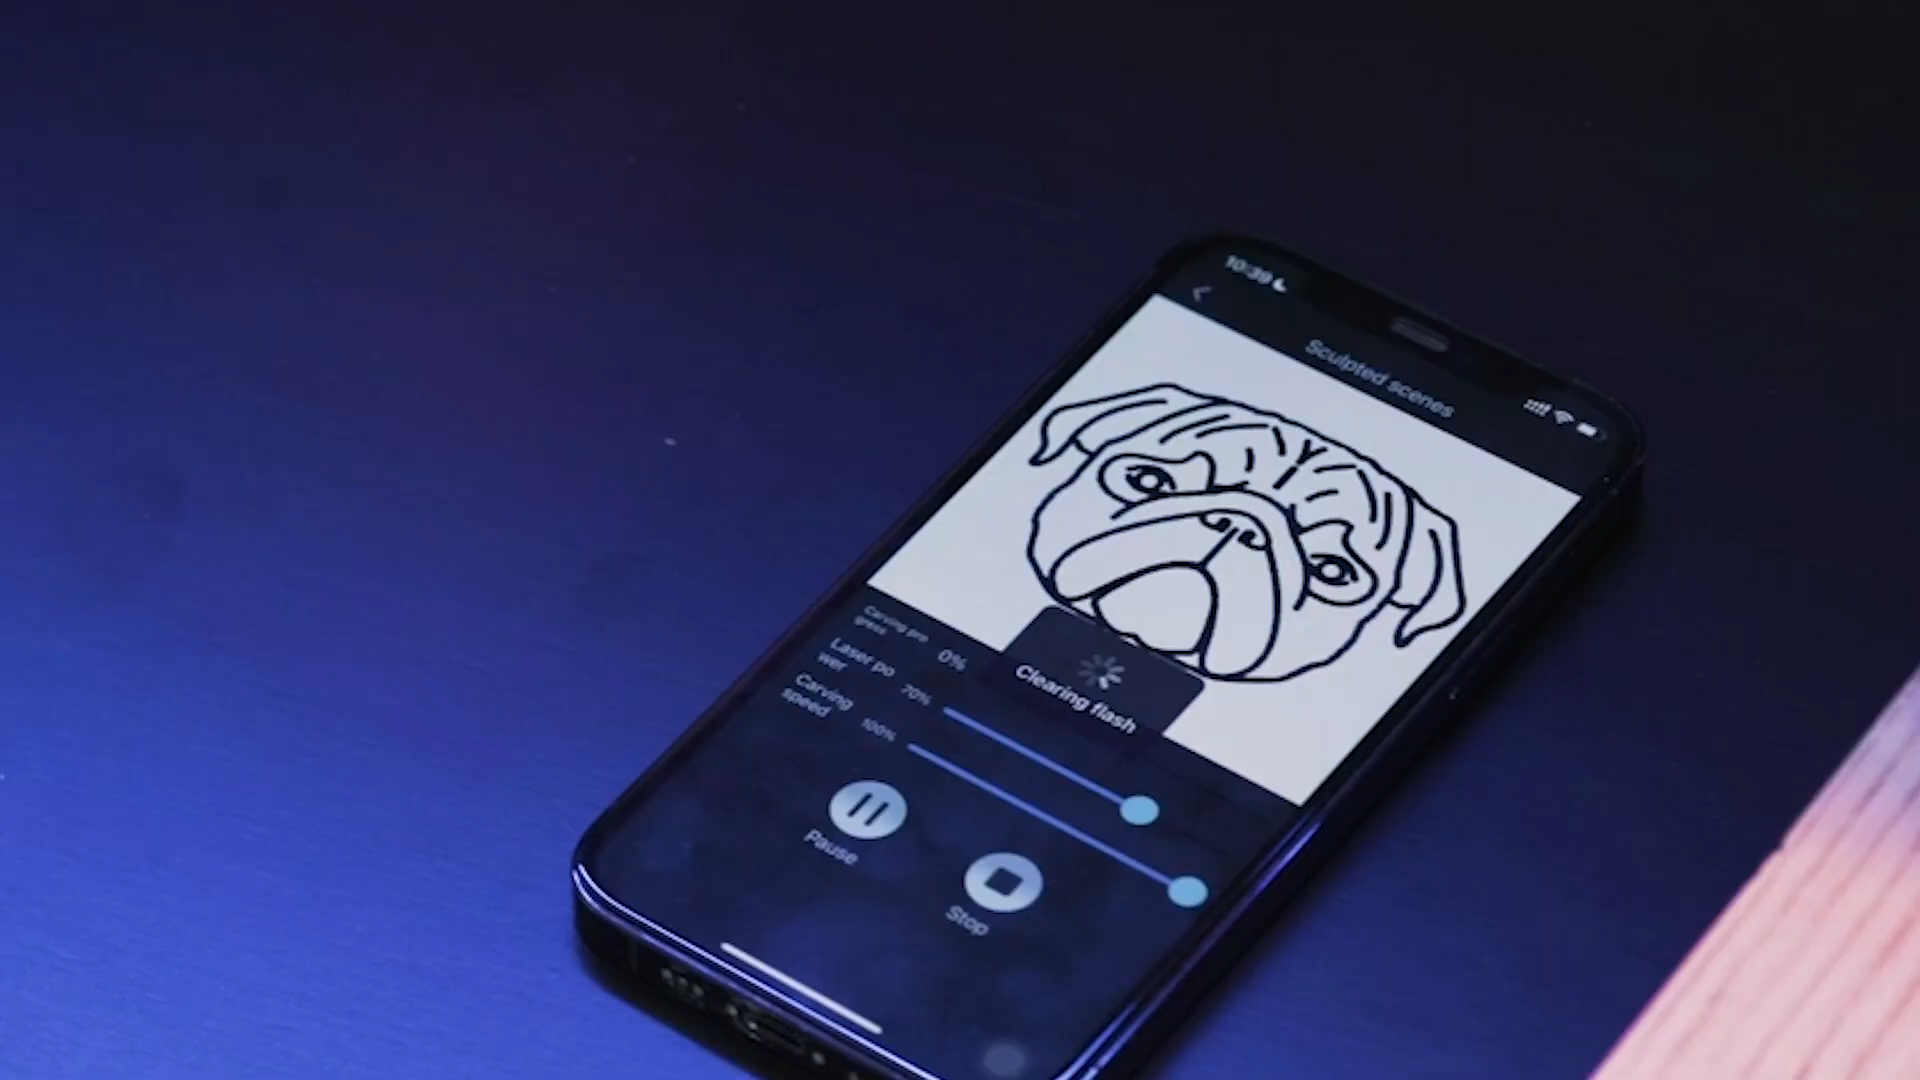 10:39
Sculpted scenes
Carving pro
gress
0%
Clearing flash
Laser po
wer
70%
Carving
speed
100%
Pause
Stop